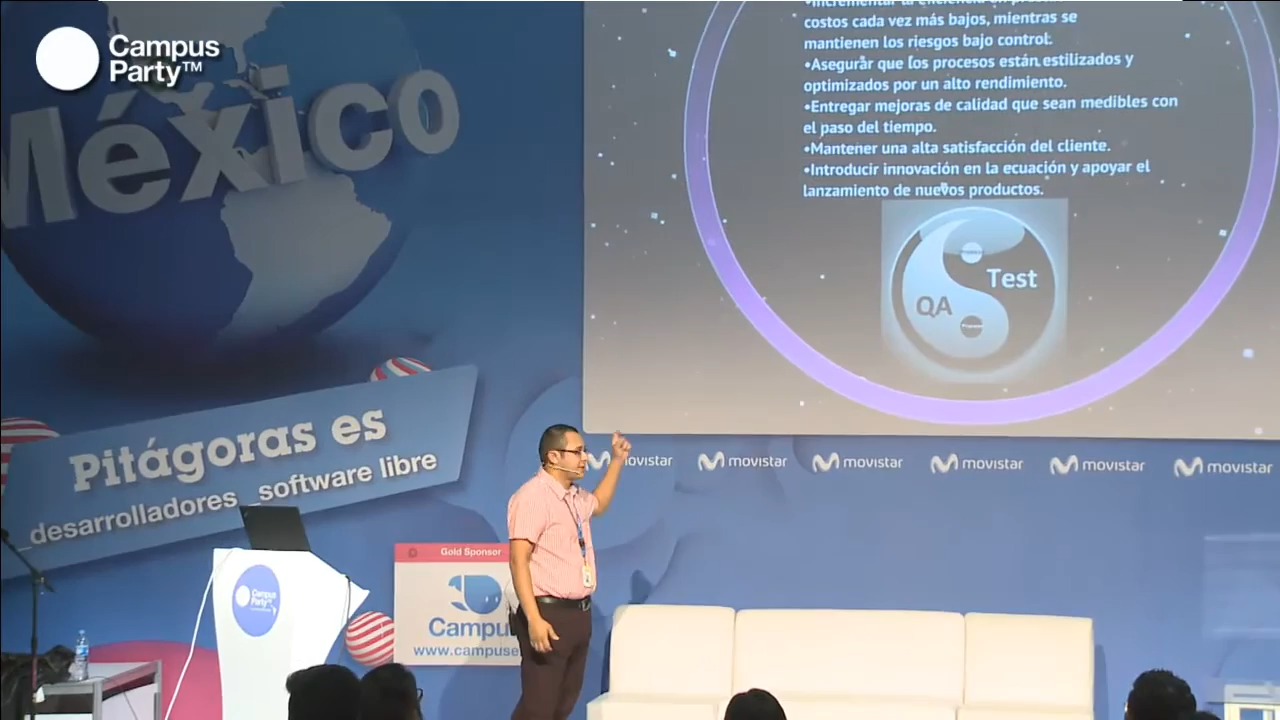 Campus
Party™
México
costos cada vez más bajos, mientras se
mantienen los riesgos bajo control.
•Asegurar que los procesos están estilizados y
optimizados por un alto rendimiento.
•Entregar mejoras de calidad que sean medibles con
el paso del tiempo.
•Mantener una alta satisfacción del cliente.
•Introducir innovación en la ecuación y apoyar el
lanzamiento de nuevos productos.
Test
QA
Pitágoras es
_desarrolladores _software libre
movistar
movistar
movistar
movistar
movistar
movistar
Gold Sponsor
Campus
Party™
Campu
www.campuse